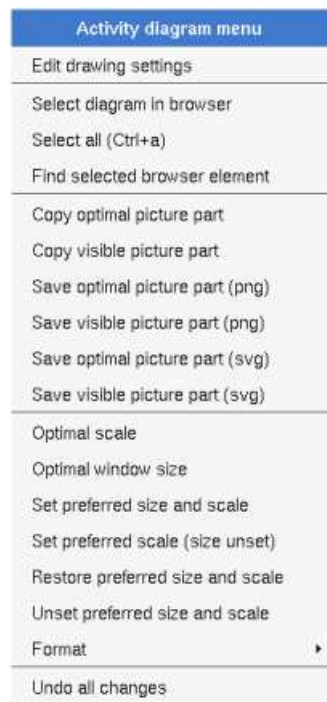 Activity diagram menu
Edit drawing settings
Select diagram in browser
Select all (Ctrl+a)
Find selected browser element
Copy optimal picture part
Copy visible picture part
Save optimal picture part (png)
Save visible picture part (png)
Save optimal picture part (svg)
Save visible picture part (svg)
Optimal scale
Optimal window size
Set preferred size and scale
Set preferred scale (size unset)
Restore preferred size and scale
Unset preferred size and scale
Format
Undo all changes